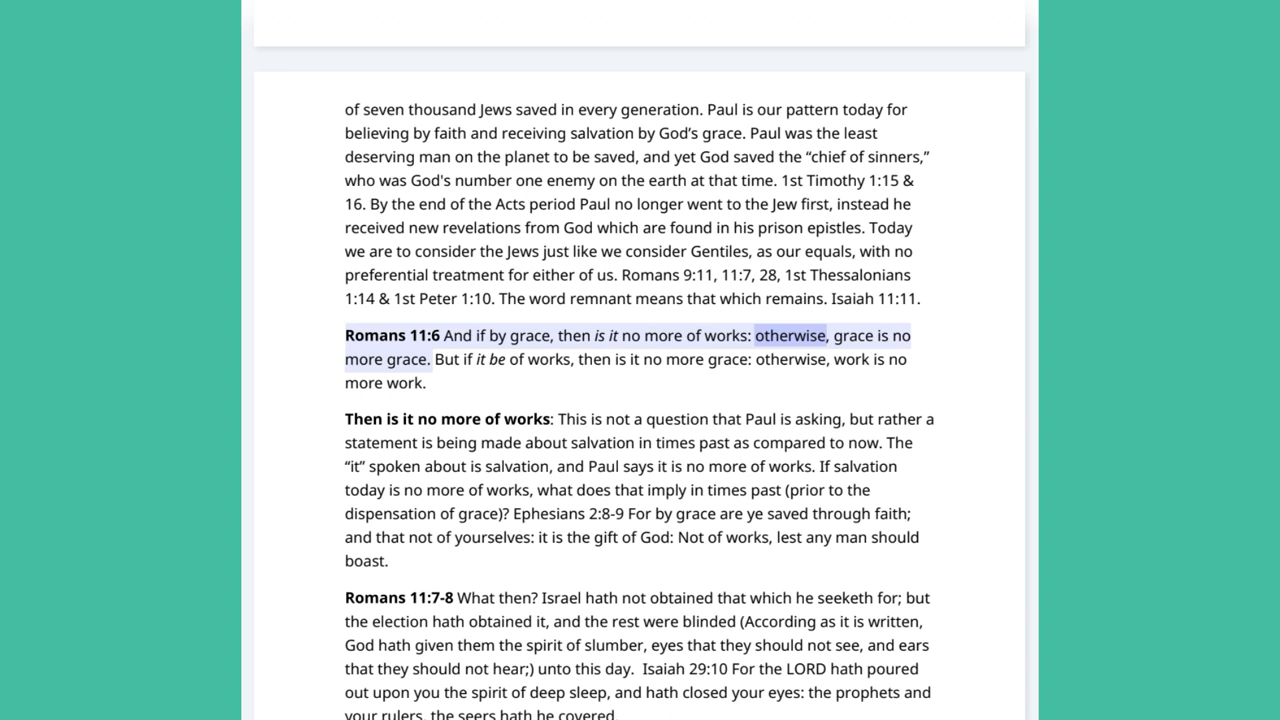 of seven thousand Jews saved in every generation. Paul is our pattern today for
believing by faith and receiving salvation by God’s grace. Paul was the least
deserving man on the planet to be saved, and yet God saved the “chief of sinners,”
who was God's number one enemy on the earth at that time. 1st Timothy 1:15 &
16. By the end of the Acts period Paul no longer went to the Jew first, instead he
received new revelations from God which are found in his prison epistles. Today
we are to consider the Jews just like we consider Gentiles, as our equals, with no
preferential treatment for either of us. Romans 9:11, 11:7, 28, 1st Thessalonians
1:14 & 1st Peter 1:10. The word remnant means that which remains. Isaiah 11:11.
Romans 11:6 And if by grace, then is it no more of works: otherwise, grace is no
more grace. But if it be of works, then is it no more grace: otherwise, work is no
more work.
Then is it no more of works: This is not a question that Paul is asking, but rather a
statement is being made about salvation in times past as compared to now. The
“it” spoken about is salvation, and Paul says it is no more of works. If salvation
today is no more of works, what does that imply in times past (prior to the
dispensation of grace)? Ephesians 2:8-9 For by grace are ye saved through faith;
and that not of yourselves: it is the gift of God: Not of works, lest any man should
boast.
Romans 11:7-8 What then? Israel hath not obtained that which he seeketh for; but
the election hath obtained it, and the rest were blinded (According as it is written,
God hath given them the spirit of slumber, eyes that they should not see, and ears
that they should not hear;) unto this day.  Isaiah 29:10 For the LORD hath poured
out upon you the spirit of deep sleep, and hath closed your eyes: the prophets and
your rulers, the seers hath he covered.